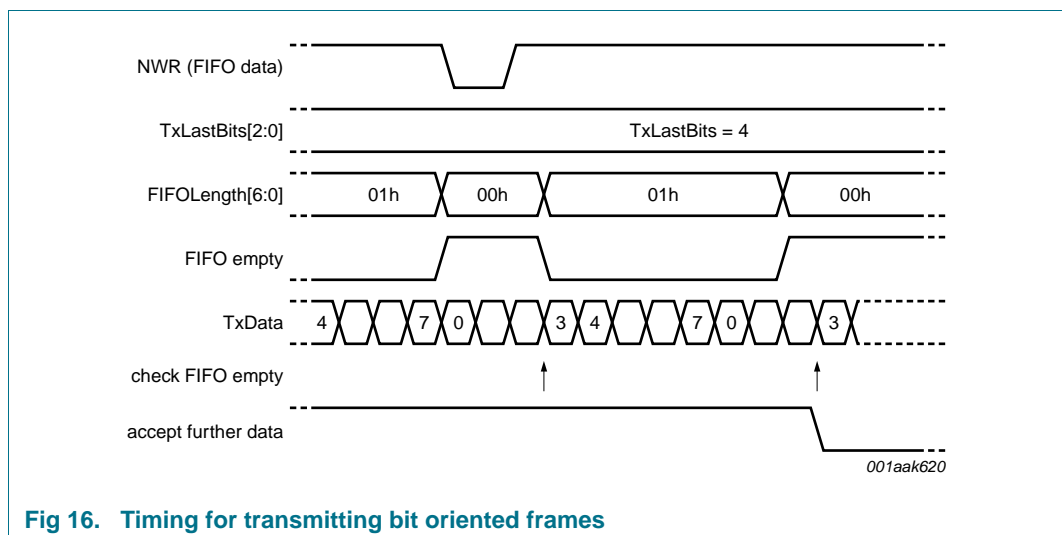 NWR (FIFO data)
TxLastBits[2:0] TxLastBits = 4
FIFOLength[6:0] 01h 00h 01h 00h
FIFO empty
TxData 4 7 0 3 4 7 0 3
check FIFO empty
accept further data
001aak620
Fig 16. Timing for transmitting bit oriented frames